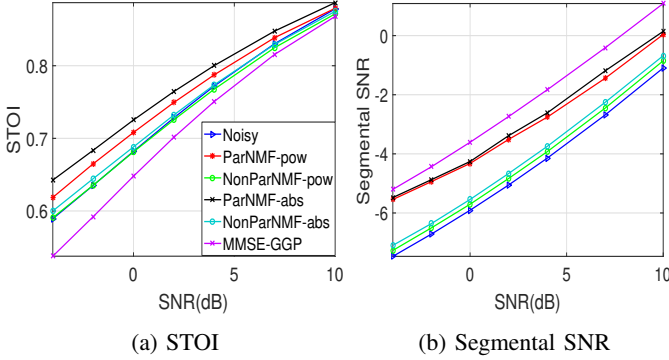 STOI
0.8
0.7
0.6
0
5
10
SNR(dB)
Noisy
ParNMF-pow
NonParNMF-pow
ParNMF-abs
NonParNMF-abs
MMSE-GGP
(a) STOI
Segmental SNR
0
-2
-4
-6
0
5
10
SNR(dB)
(b) Segmental SNR